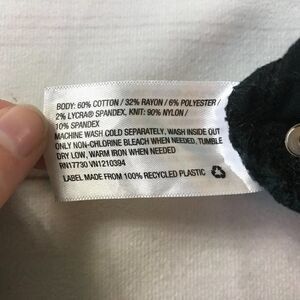 BODY: 60% COTTON / 32% RAYON / 6% POLYESTER /
2% LYCRA® SPANDEX, KNIT: 90% NYLON /
10% SPANDEX
MACHINE WASH COLD SEPARATELY, WASH INSIDE OUT
ONLY NON-CHLORINE BLEACH WHEN NEEDED, TUMBLE
DRY LOW, WARM IRON WHEN NEEDED
RN17730 VN1210394
LABEL MADE FROM 100% RECYCLED PLASTIC